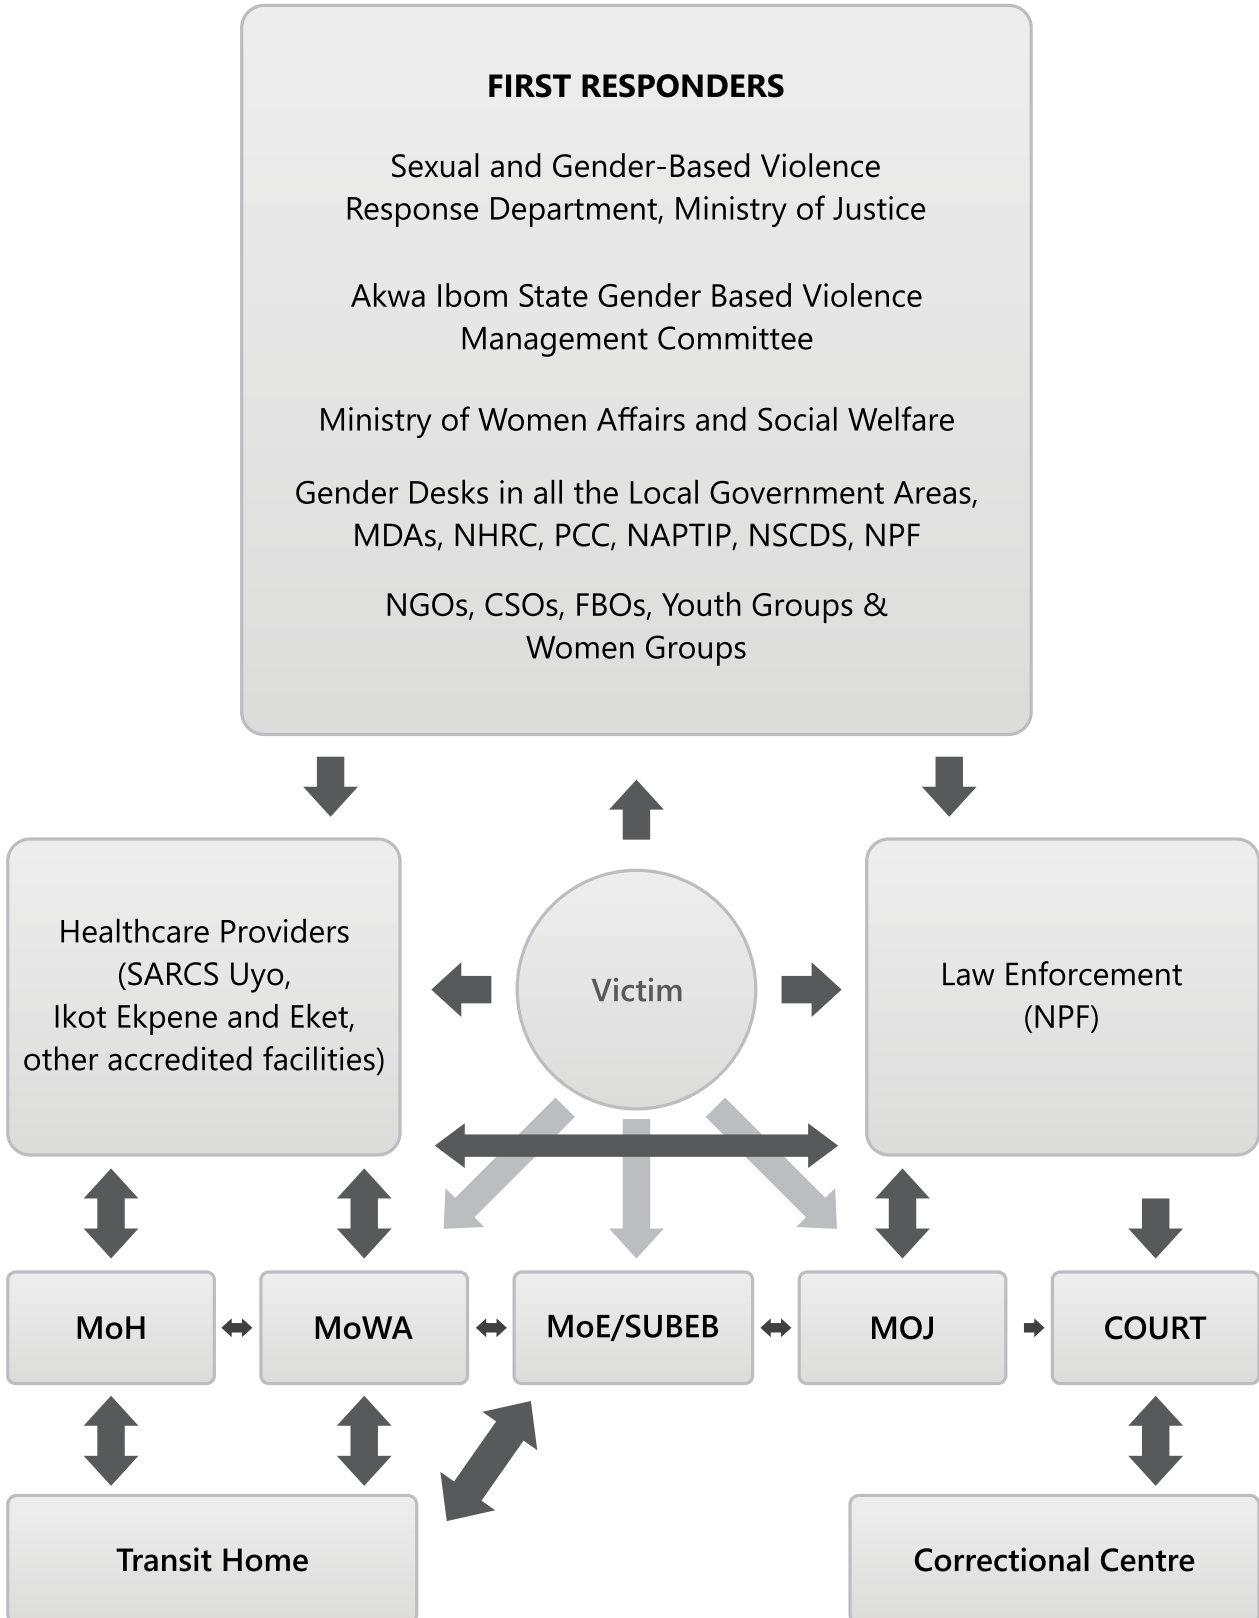 FIRST RESPONDERS
Sexual and Gender-Based Violence
Response Department, Ministry of Justice
Akwa Ibom State Gender Based Violence
Management Committee
Ministry of Women Affairs and Social Welfare
Gender Desks in all the Local Government Areas,
MDAs, NHRC, PCC, NAPTIP, NSCDS, NPF
NGOs, CSOs, FBOs, Youth Groups &
Women Groups
Healthcare Providers
(SARCS Uyo,
Ikot Ekpene and Eket,
other accredited facilities)
Victim
Law Enforcement
(NPF)
MoH
MoWA
MoE/SUBEB
MOJ
COURT
Transit Home
Correctional Centre